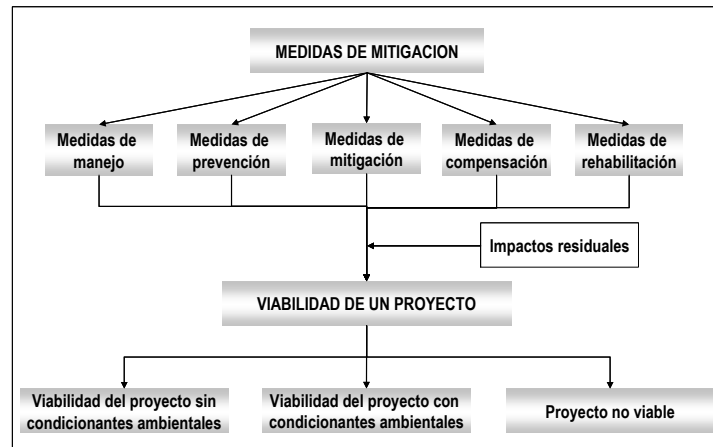 MEDIDAS DE MITIGACION
Medidas de
manejo
Medidas de
prevención
Medidas de
mitigación
Medidas de
compensación
Medidas de
rehabilitación
Impactos residuales
VIABILIDAD DE UN PROYECTO
Viabilidad del proyecto sin
condicionantes ambientales
Viabilidad del proyecto con
condicionantes ambientales
Proyecto no viable